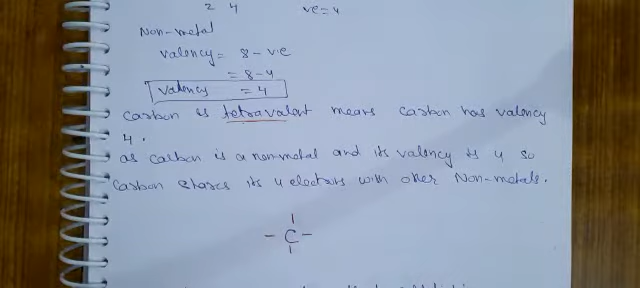 2 4 ve = 4
Non-metal
valency = 8 - v.e
= 8-4
valency = 4
Carbon is tetravalent means Carbon has valency
4.
as carbon is a non-metal and its valency is 4 so
Carbon shares its 4 electrons with other Non-metals.
- C -